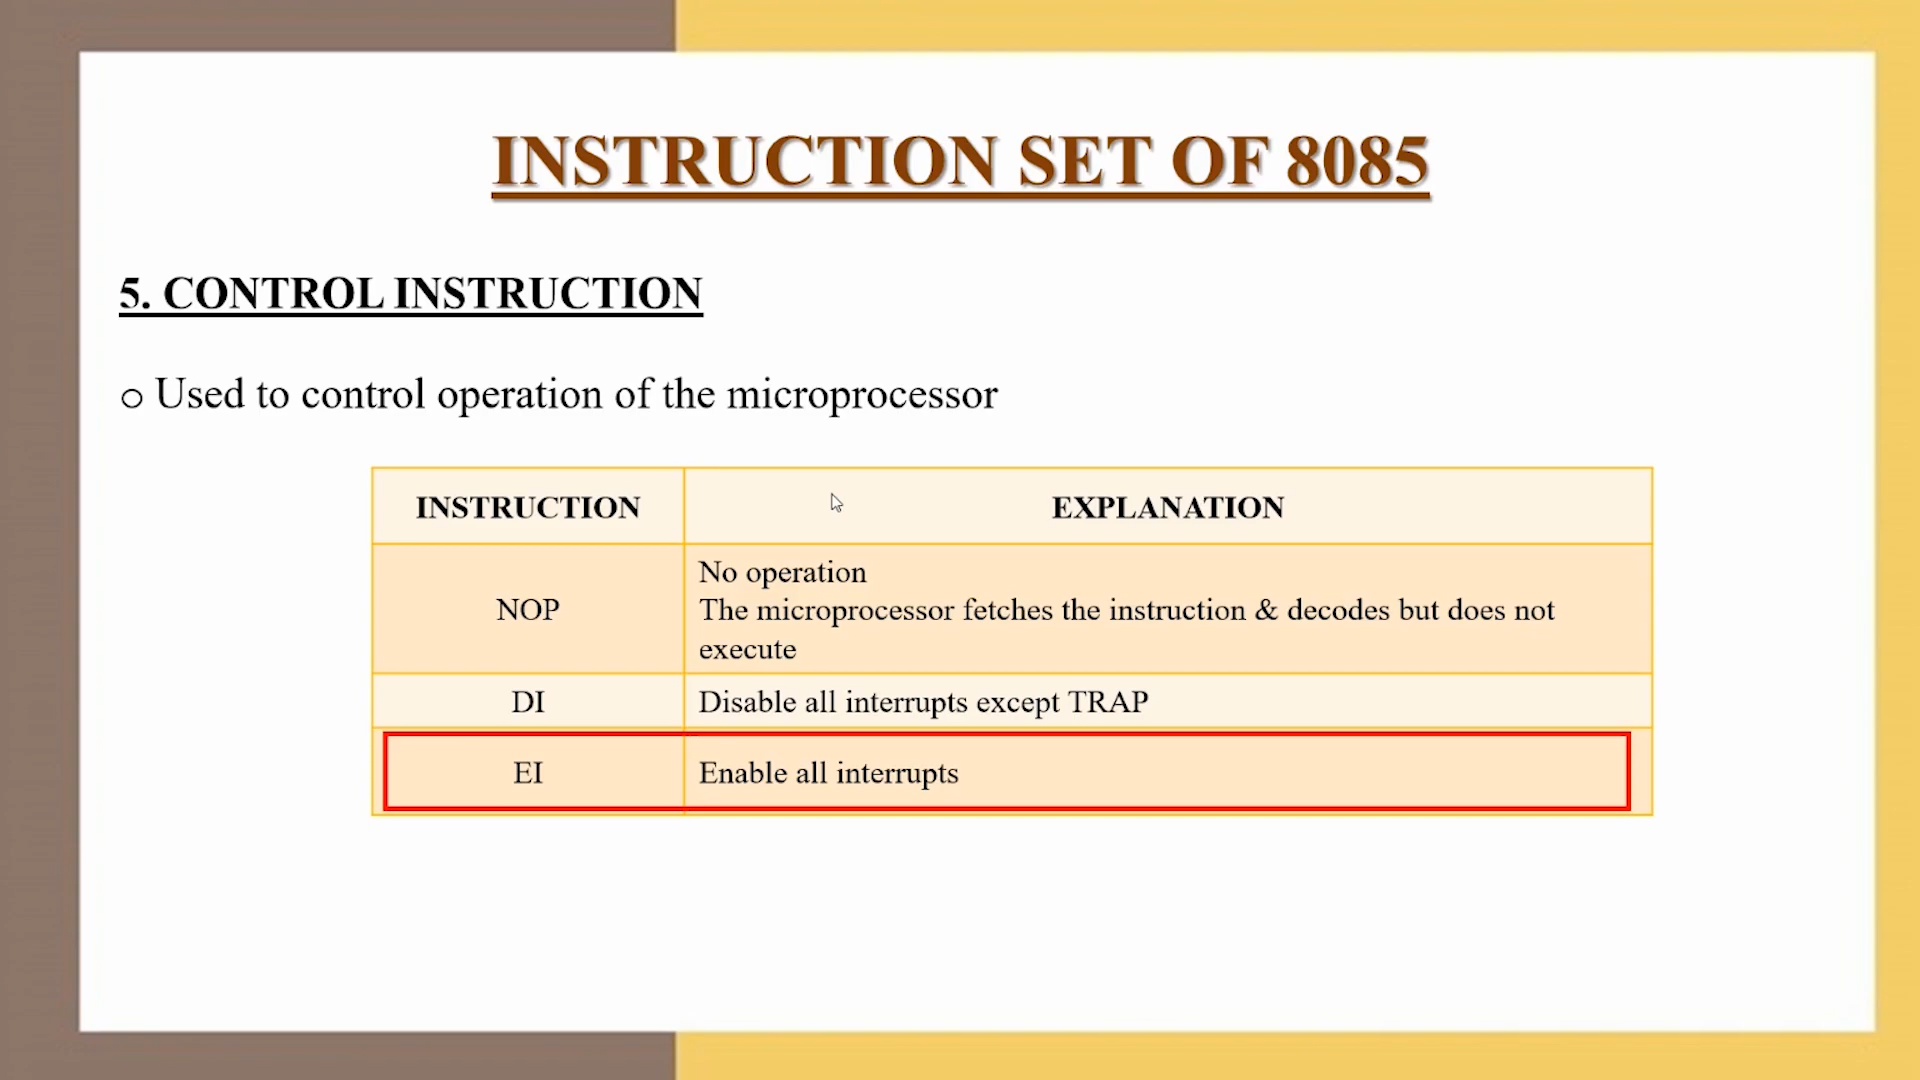 INSTRUCTION SET OF 8085
5. CONTROL INSTRUCTION
o Used to control operation of the microprocessor
INSTRUCTION EXPLANATION
NOP No operation
The microprocessor fetches the instruction & decodes but does not
execute
DI Disable all interrupts except TRAP
EI Enable all interrupts